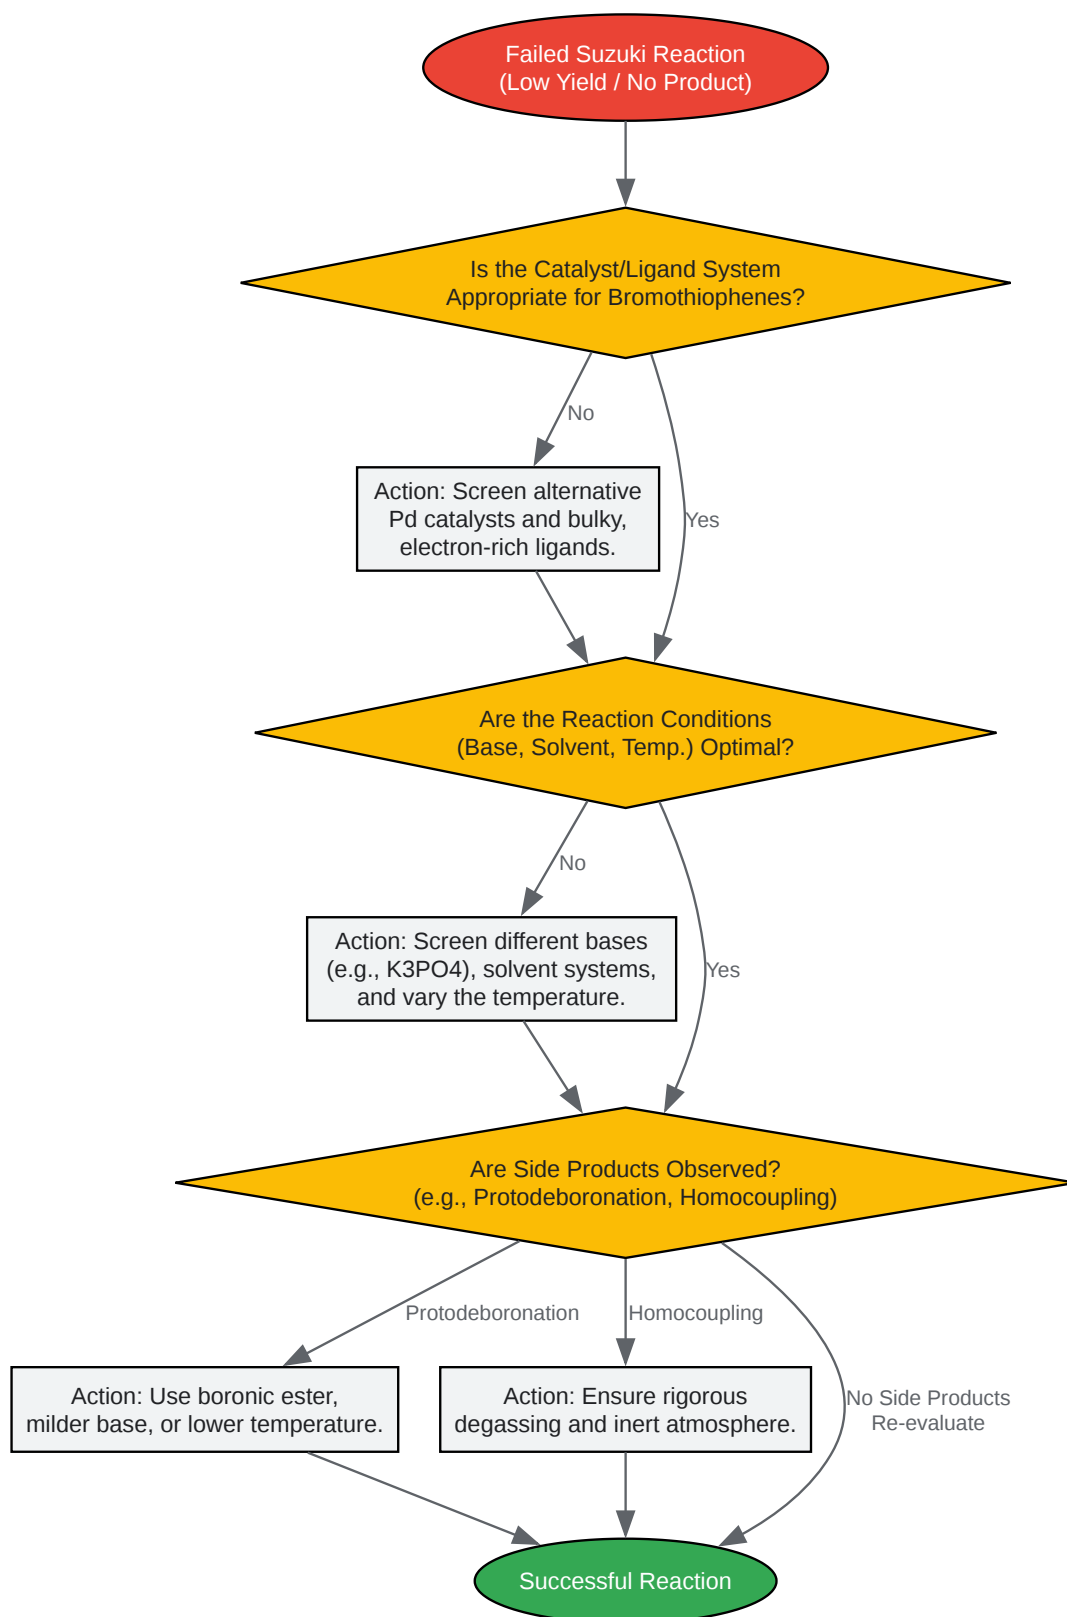 Failed Suzuki Reaction
(Low Yield / No Product)
Is the Catalyst/Ligand System
Appropriate for Bromothiophenes?
No
Action: Screen alternative
Pd catalysts and bulky,
electron-rich ligands.
Yes
Are the Reaction Conditions
(Base, Solvent, Temp.) Optimal?
No
Action: Screen different bases
(e.g., K3PO4), solvent systems,
and vary the temperature.
Yes
Are Side Products Observed?
(e.g., Protodeboronation, Homocoupling)
Protodeboronation
Homocoupling
Action: Use boronic ester,
milder base, or lower temperature.
Action: Ensure rigorous
degassing and inert atmosphere.
No Side Products
Re-evaluate
Successful Reaction